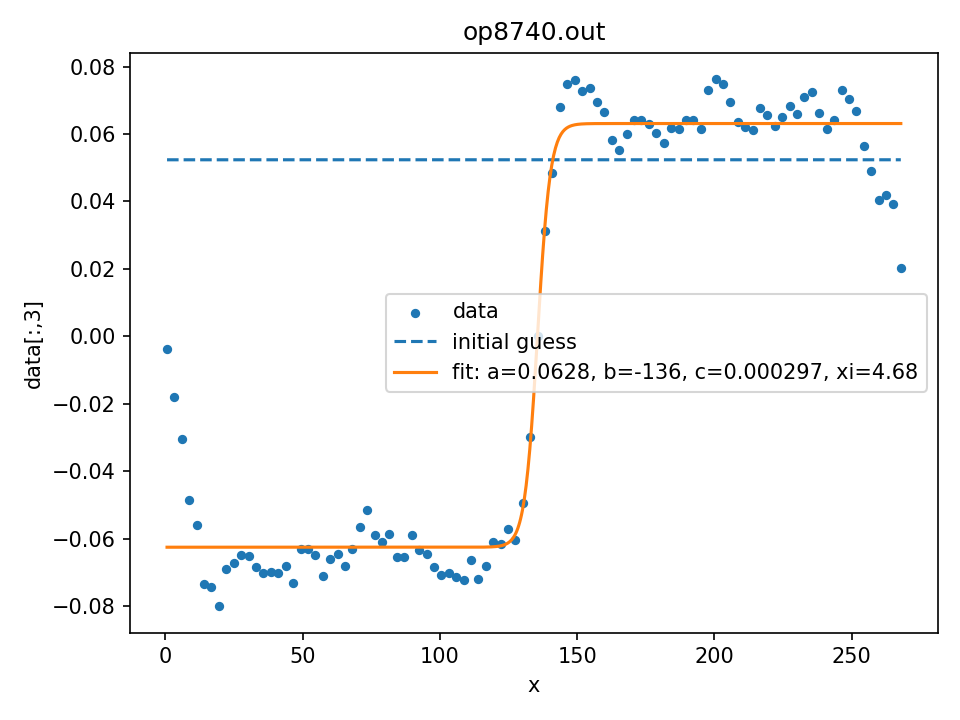 op8740.out
0.08
0.06
0.04
0.02
0.00
−0.02
−0.04
−0.06
−0.08
data[:,3]
data
initial guess
fit: a=0.0628, b=-136, c=0.000297, xi=4.68
0 50 100 150 200 250
x